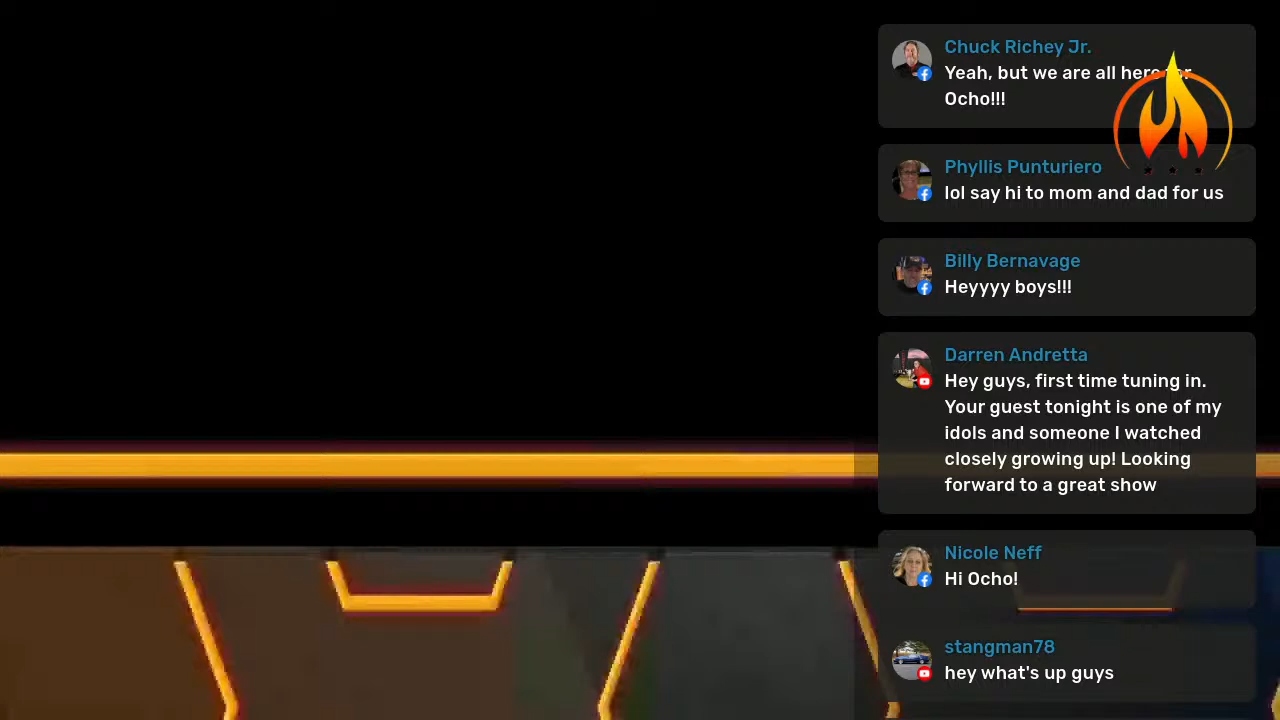 Chuck Richey Jr.
Yeah, but we are all here for
Ocho!!!
Phyllis Punturiero
lol say hi to mom and dad for us
Billy Bernavage
Heyyyy boys!!!
Darren Andretta
Hey guys, first time tuning in.
Your guest tonight is one of my
idols and someone I watched
closely growing up! Looking
forward to a great show
Nicole Neff
Hi Ocho!
stangman78
hey what's up guys